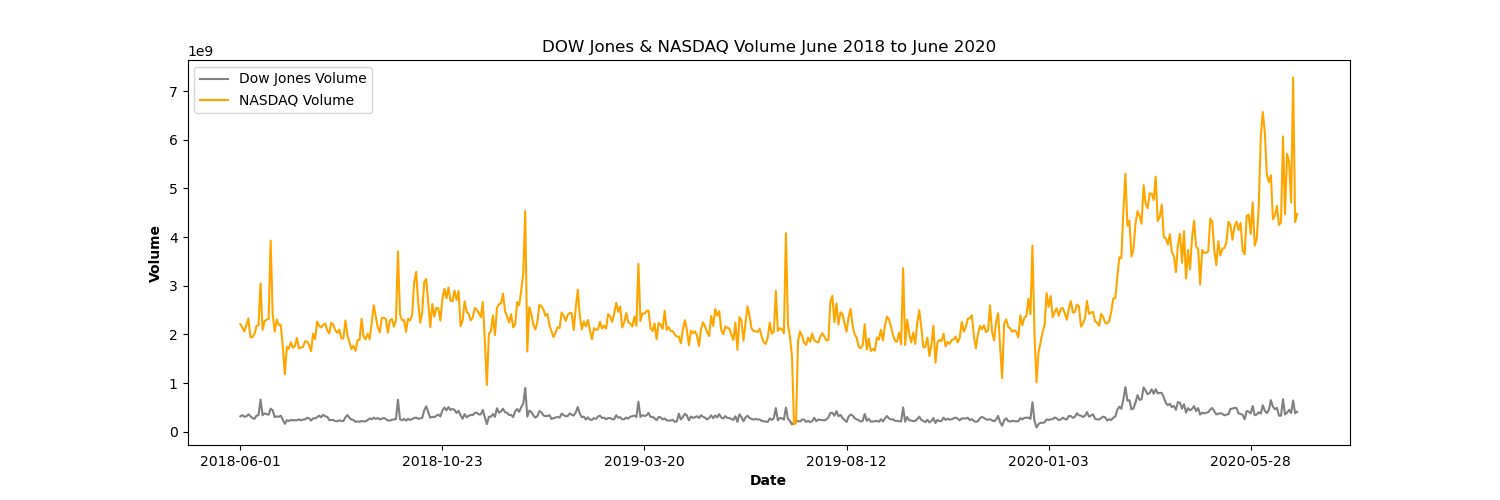 DOW Jones & NASDAQ Volume June 2018 to June 2020
1e9
Dow Jones Volume
NASDAQ Volume
7
6
5
4
3
2
1
0
Volume
2018-06-01 2018-10-23 2019-03-20 2019-08-12 2020-01-03 2020-05-28
Date